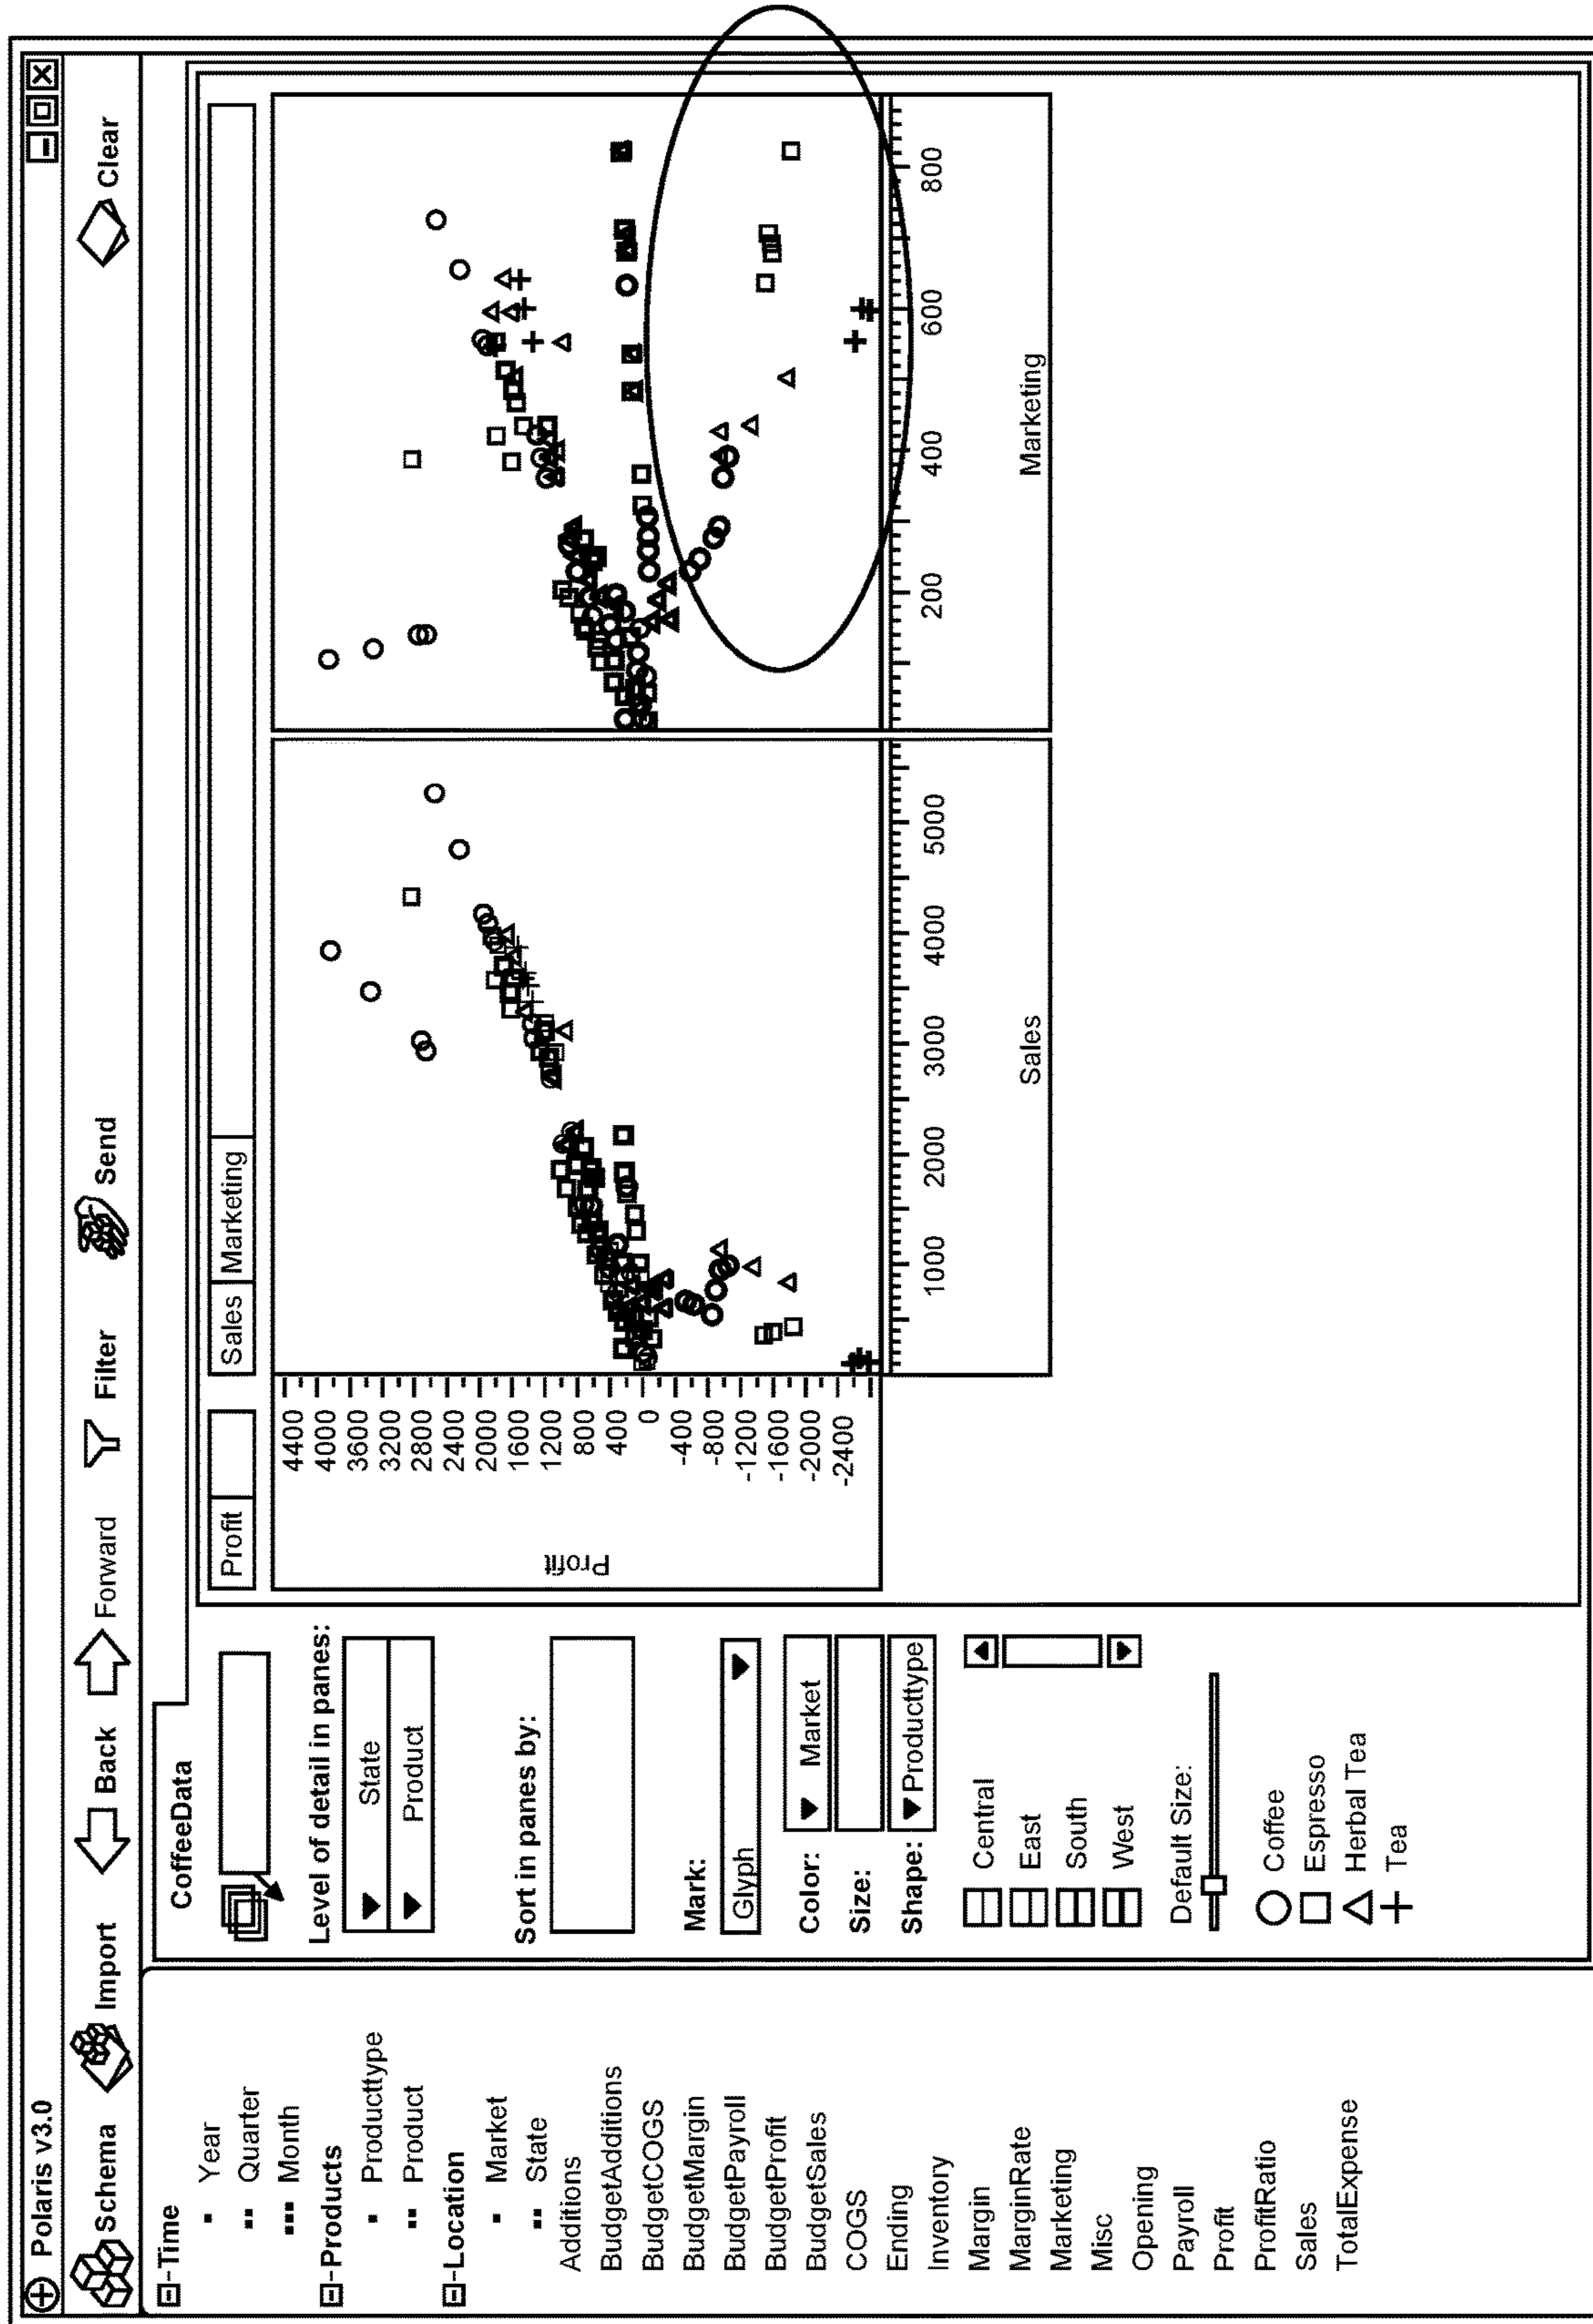 Polaris v3.0
Schema Import Back Forward Filter Send Clear
Time
Year
Quarter
Month
Products
Producttype
Product
Location
Market
State
Additions
BudgetAdditions
BudgetCOGS
BudgetMargin
BudgetPayroll
BudgetProfit
BudgetSales
COGS
Ending
Inventory
Margin
MarginRate
Marketing
Misc
Opening
Payroll
Profit
ProfitRatio
Sales
TotalExpense
CoffeeData
Level of detail in panes:
State
Product
Sort in panes by:
Mark:
Glyph
Color: Market
Size:
Shape: Producttype
Central
East
South
West
Default Size:
Coffee
Espresso
Herbal Tea
Tea
Profit Sales Marketing
4400
4000
3600
3200
2800
2400
2000
1600
1200
800
400
0
-400
-800
-1200
-1600
-2000
-2400
Profit
1000 2000 3000 4000 5000
Sales
200 400 600 800
Marketing